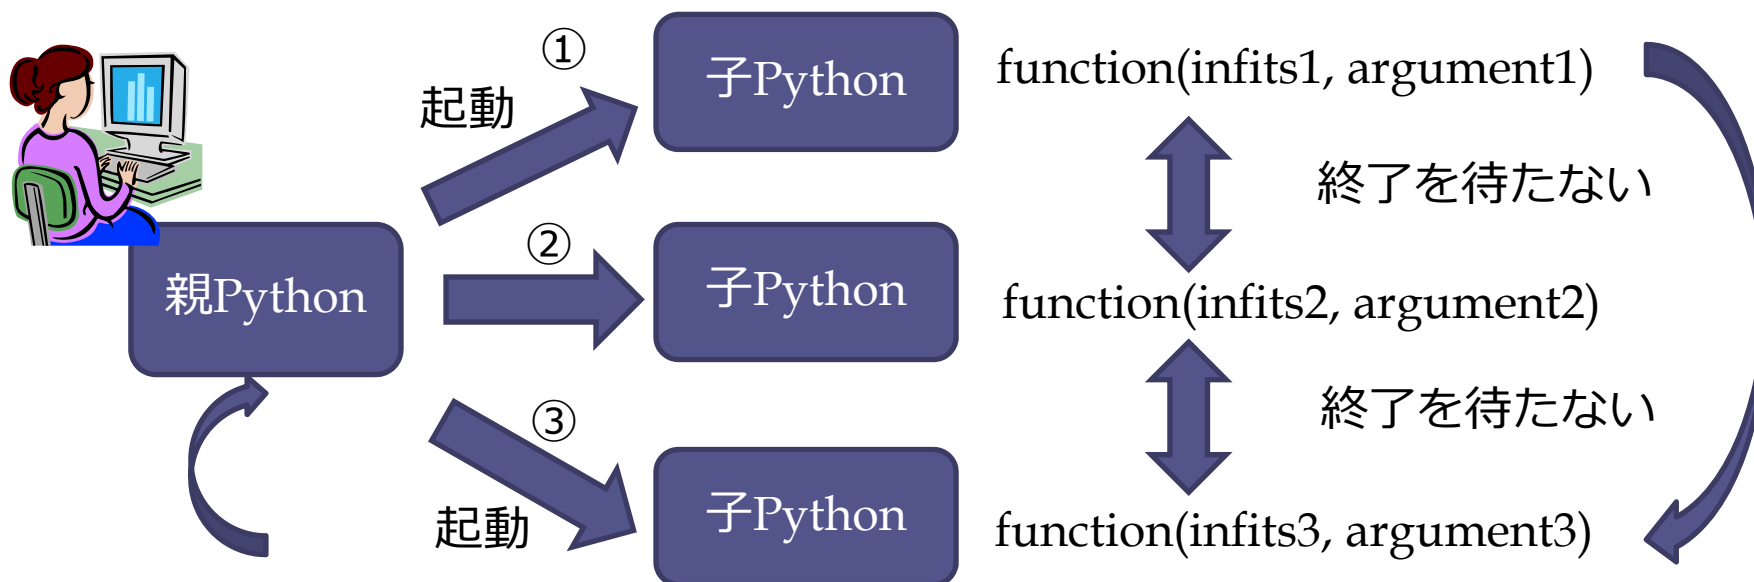 ①
起動
子Python
function(infits1, argument1)
終了を待たない
②
親Python
子Python
function(infits2, argument2)
終了を待たない
③
起動
子Python
function(infits3, argument3)